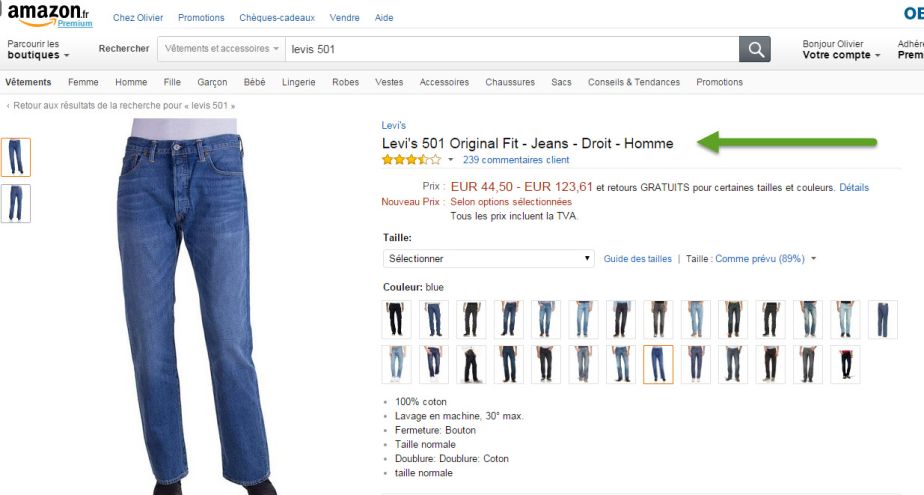 amazon.fr
Premium
Chez Olivier Promotions Chèques-cadeaux Vendre Aide
Parcourir les
boutiques
Rechercher
Vêtements et accessoires
levis 501
Bonjour Olivier
Votre compte
Vêtements Femme Homme Fille Garçon Bébé Lingerie Robes Vestes Accessoires Chaussures Sacs Conseils & Tendances Promotions
‹ Retour aux résultats de la recherche pour « levis 501 »
Levi's
Levi's 501 Original Fit - Jeans - Droit - Homme
239 commentaires client
Prix : EUR 44,50 - EUR 123,61 et retours GRATUITS pour certaines tailles et couleurs. Détails
Nouveau Prix : Selon options sélectionnées
Tous les prix incluent la TVA.
Taille:
Sélectionner
Guide des tailles | Taille : Comme prévu (89%)
Couleur: blue
• 100% coton
• Lavage en machine, 30° max.
• Fermeture: Bouton
• Taille normale
• Doublure: Doublure: Coton
• taille normale